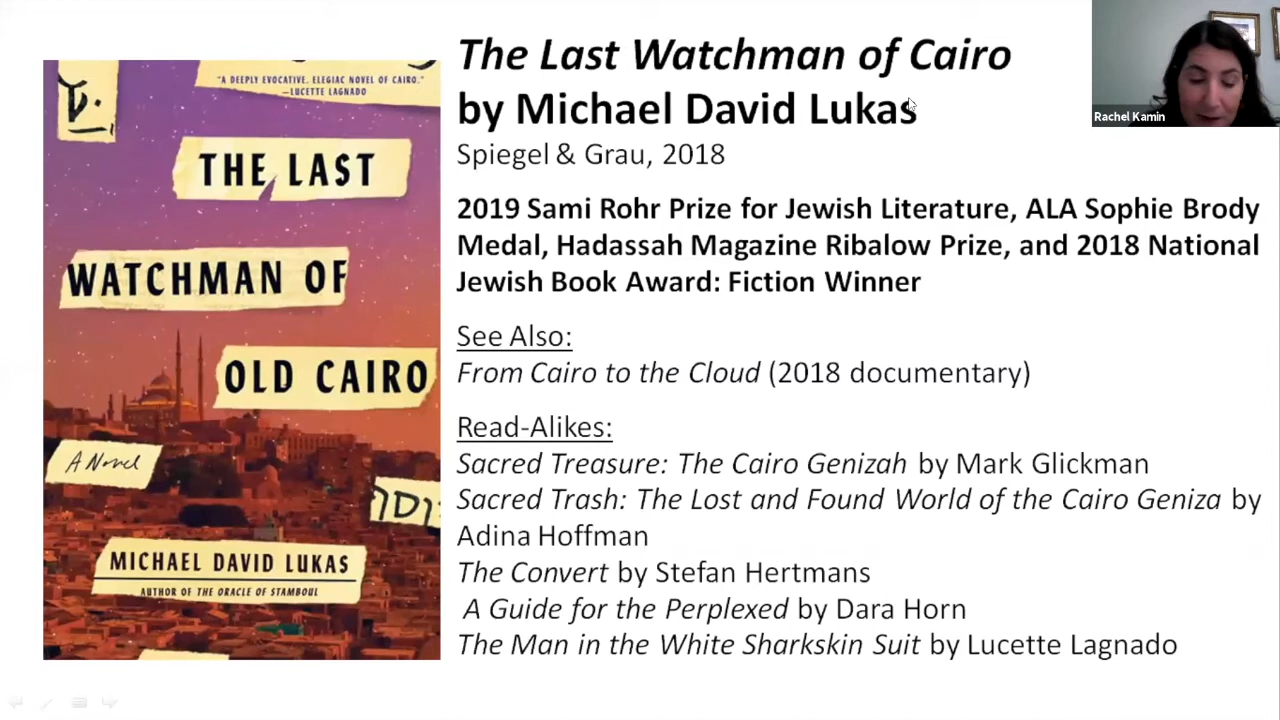 "A DEEPLY EVOCATIVE, ELEGIAC NOVEL OF CAIRO."
—LUCETTE LAGNADO
THE LAST
WATCHMAN OF
OLD CAIRO
A Novel
MICHAEL DAVID LUKAS
AUTHOR OF THE ORACLE OF STAMBOUL
The Last Watchman of Cairo
by Michael David Lukas
Spiegel & Grau, 2018
2019 Sami Rohr Prize for Jewish Literature, ALA Sophie Brody
Medal, Hadassah Magazine Ribalow Prize, and 2018 National
Jewish Book Award: Fiction Winner
See Also:
From Cairo to the Cloud (2018 documentary)
Read-Alikes:
Sacred Treasure: The Cairo Genizah by Mark Glickman
Sacred Trash: The Lost and Found World of the Cairo Geniza by
Adina Hoffman
The Convert by Stefan Hertmans
A Guide for the Perplexed by Dara Horn
The Man in the White Sharkskin Suit by Lucette Lagnado
Rachel Kamin